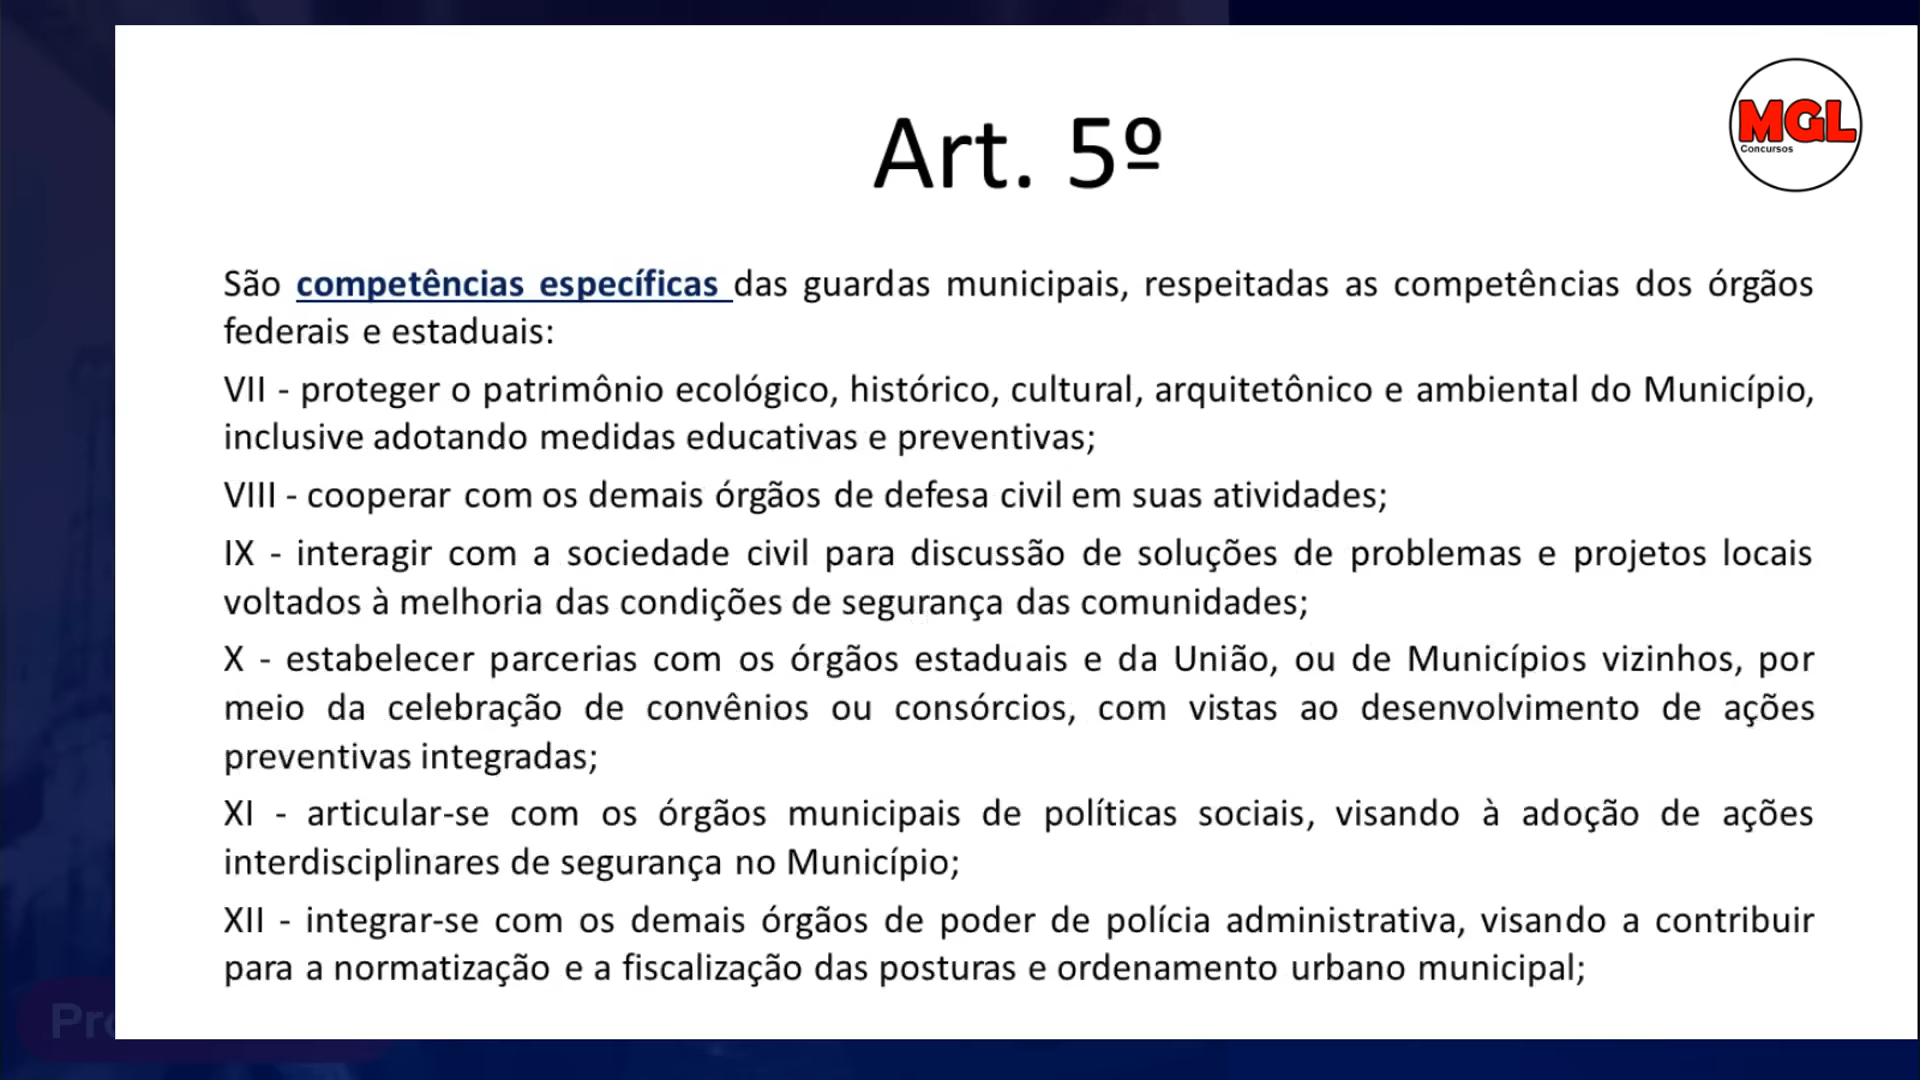 Art. 5º
MGL
Concursos
São competências específicas das guardas municipais, respeitadas as competências dos órgãos
federais e estaduais:
VII - proteger o patrimônio ecológico, histórico, cultural, arquitetônico e ambiental do Município,
inclusive adotando medidas educativas e preventivas;
VIII - cooperar com os demais órgãos de defesa civil em suas atividades;
IX - interagir com a sociedade civil para discussão de soluções de problemas e projetos locais
voltados à melhoria das condições de segurança das comunidades;
X - estabelecer parcerias com os órgãos estaduais e da União, ou de Municípios vizinhos, por
meio da celebração de convênios ou consórcios, com vistas ao desenvolvimento de ações
preventivas integradas;
XI - articular-se com os órgãos municipais de políticas sociais, visando à adoção de ações
interdisciplinares de segurança no Município;
XII - integrar-se com os demais órgãos de poder de polícia administrativa, visando a contribuir
para a normatização e a fiscalização das posturas e ordenamento urbano municipal;